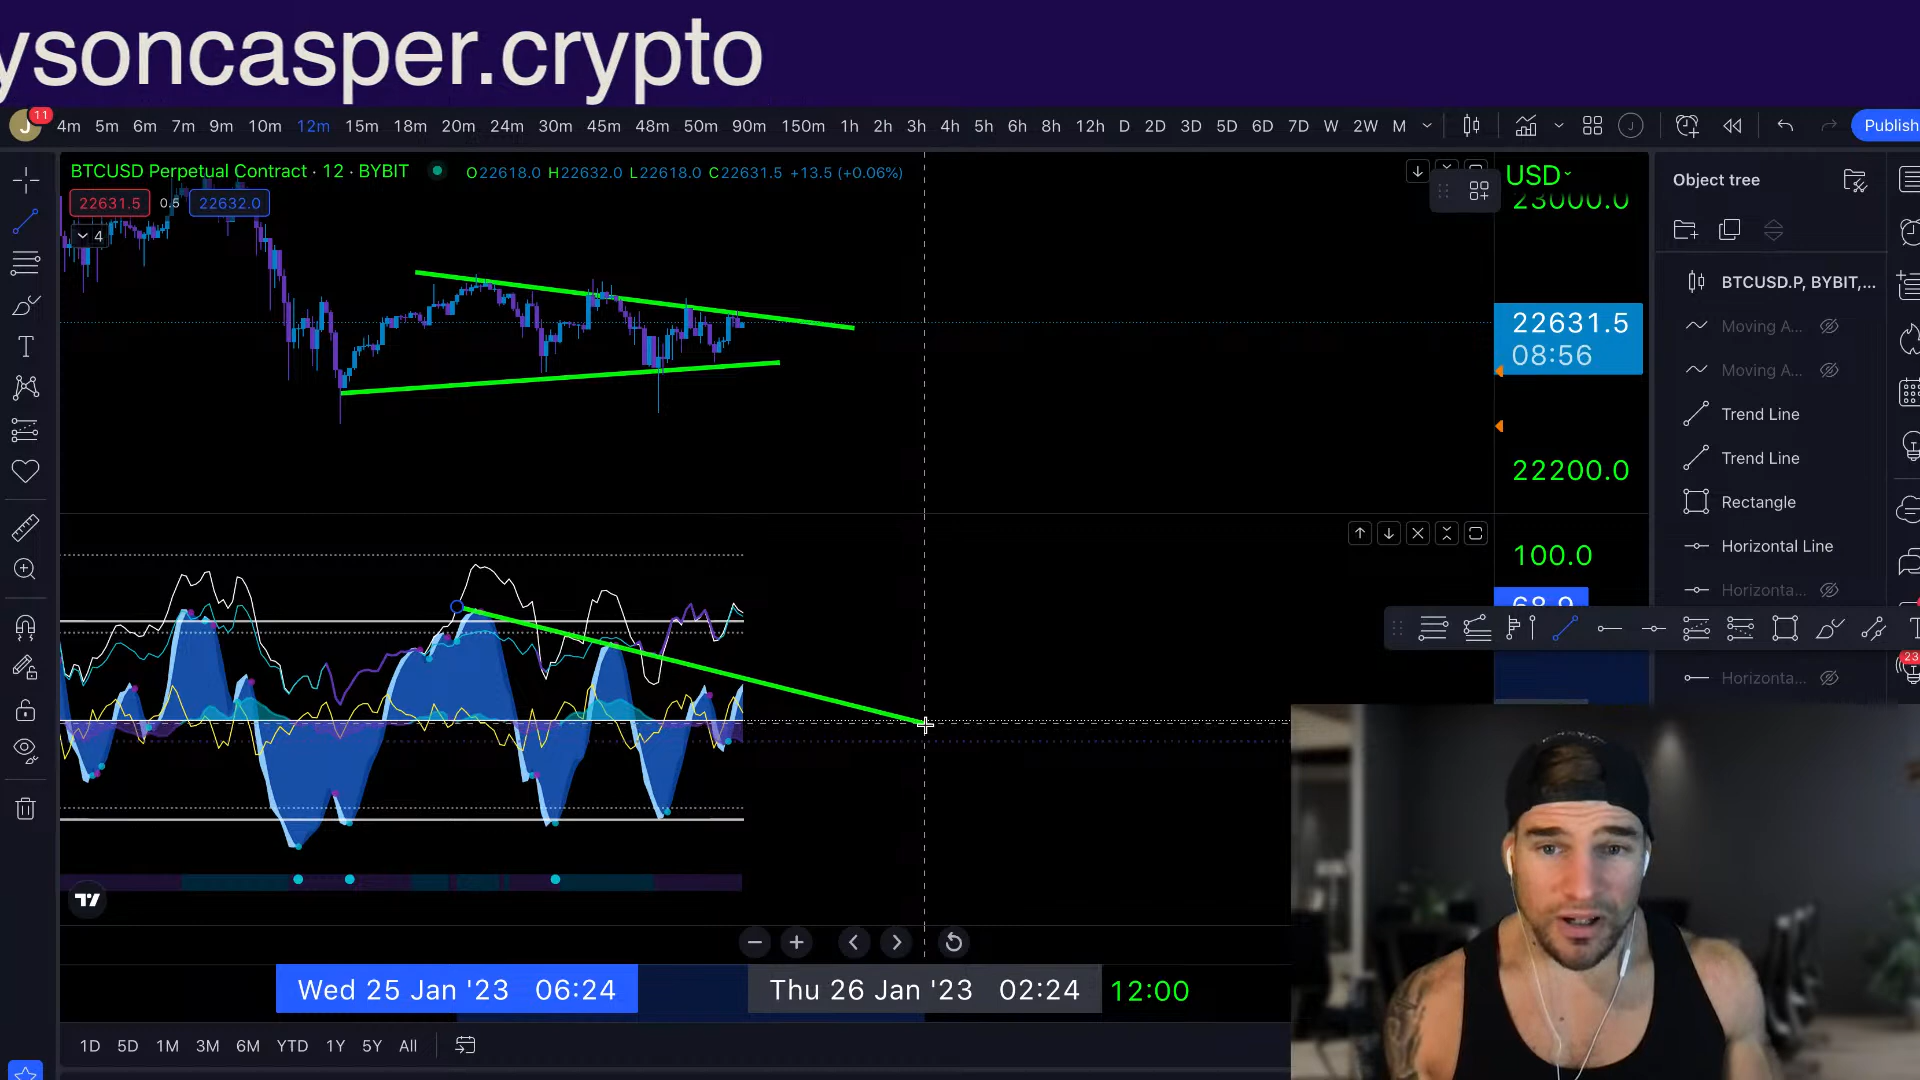 ysoncasper.crypto
J 11 4m 5m 6m 7m 9m 10m 12m 15m 18m 20m 24m 30m 45m 48m 50m 90m 150m 1h 2h 3h 4h 5h 6h 8h 12h D 2D 3D 5D 6D 7D W 2W M J Publish
BTCUSD Perpetual Contract · 12 · BYBIT O22618.0 H22632.0 L22618.0 C22631.5 +13.5 (+0.06%)
22631.5 0.5 22632.0
4
USD
23000.0
22631.5
08:56
22200.0
100.0
68.9
Object tree
BTCUSD.P, BYBIT,...
Moving A...
Moving A...
Trend Line
Trend Line
Rectangle
Horizontal Line
Horizonta...
T
23
Horizonta...
Wed 25 Jan '23 06:24 Thu 26 Jan '23 02:24 12:00
1D 5D 1M 3M 6M YTD 1Y 5Y All